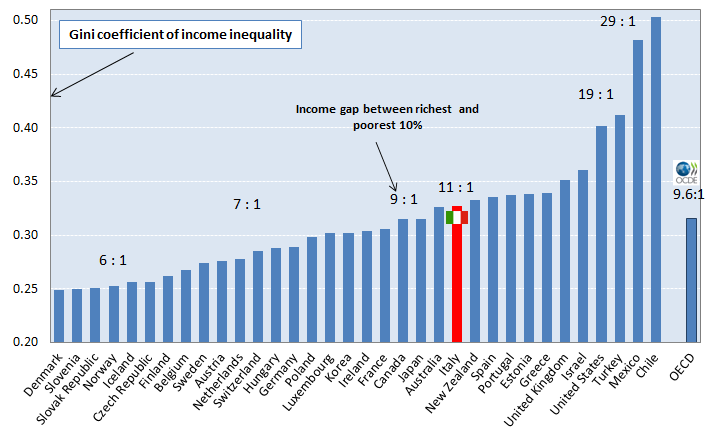 0.50
Gini coefficient of income inequality
29 : 1
0.45
19 : 1
Income gap between richest and
poorest 10%
0.40
OCDE
0.35
11 : 1
9 : 1
9.6:1
7 : 1
0.30
6 : 1
0.25
0.20
Denmark
Slovenia
Slovak Republic
Norway
Iceland
Czech Republic
Finland
Belgium
Sweden
Austria
Netherlands
Switzerland
Hungary
Germany
Poland
Luxembourg
Korea
Ireland
France
Canada
Japan
Australia
Italy
New Zealand
Spain
Portugal
Estonia
Greece
United Kingdom
Israel
United States
Turkey
Mexico
Chile
OECD